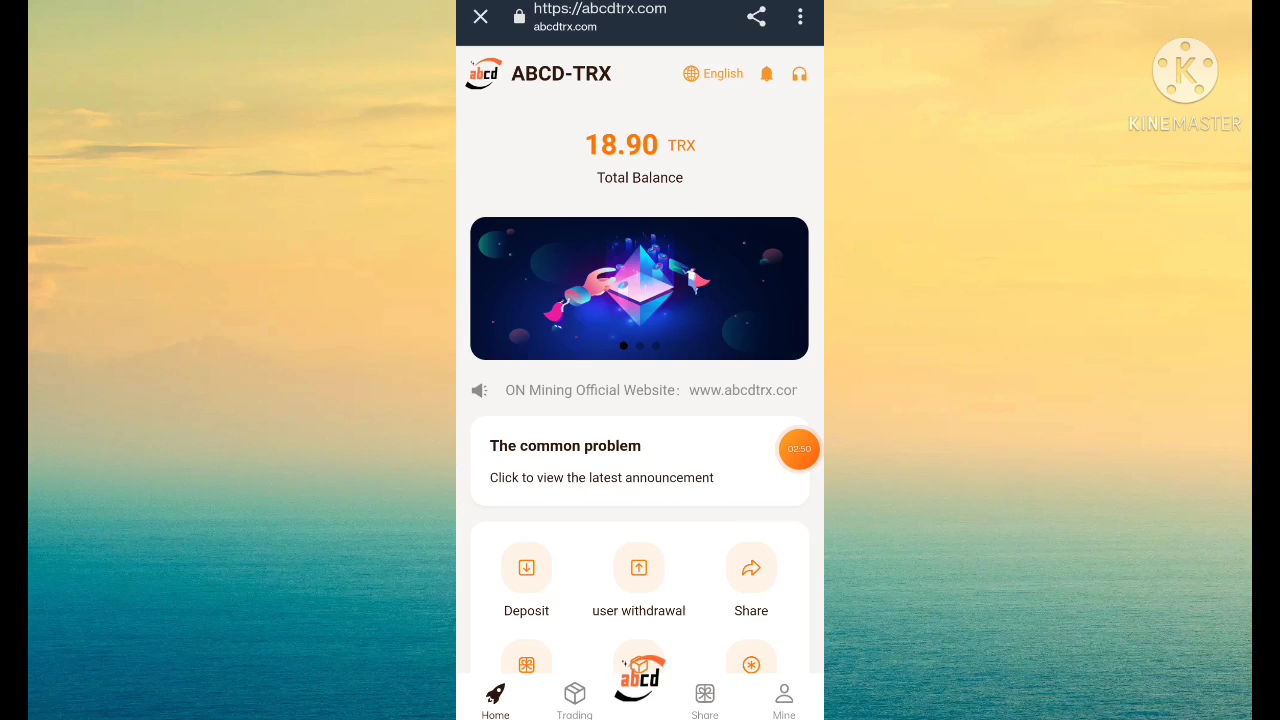 https://abcdtrx.com
abcdtrx.com
abcd
ABCD-TRX
English
18.90 TRX
Total Balance
ON Mining Official Website: www.abcdtrx.cor
The common problem
Click to view the latest announcement
02:50
Deposit
user withdrawal
Share
abcd
Home
Trading
Share
Mine
K
KINEMASTER